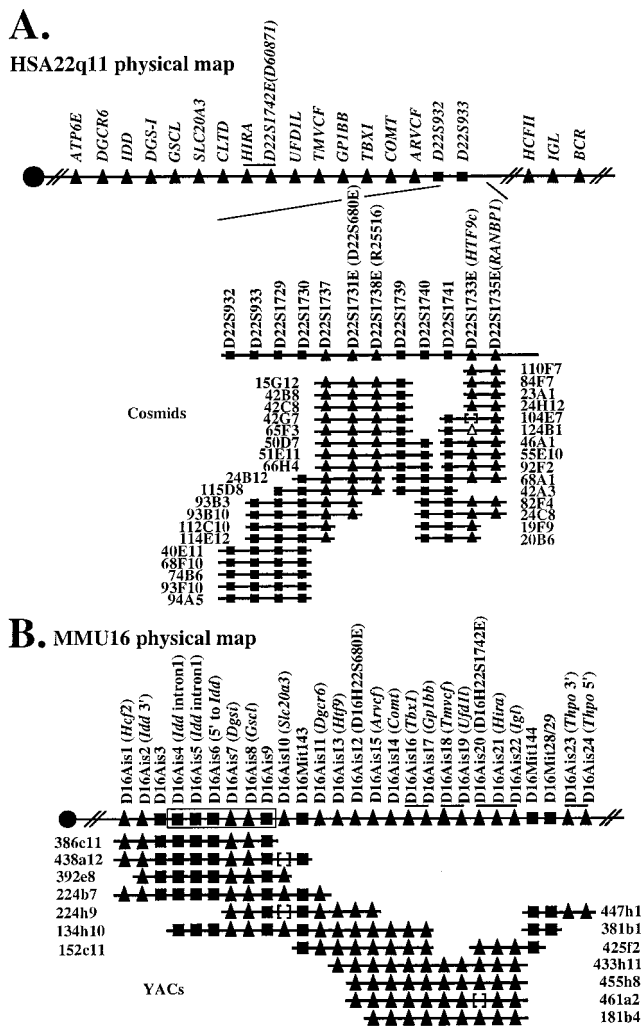 A.
HSA22q11 physical map
ATP6E
DGCR6
IDD
DGS-I
GSCL
SLC20A3
CLTD
HIRA
D22S1742E(D60871)
UFD1L
TMVCF
GP1BB
TBX1
COMT
ARVCF
D22S932
D22S933
HCFII
IGL
BCR
D22S932
D22S933
D22S1729
D22S1730
D22S1737
D22S1731E (D22S680E)
D22S1738E (R25516)
D22S1739
D22S1740
D22S1741
D22S1733E (HTF9c)
D22S1735E(RANBP1)
Cosmids
15G12
42B8
42C8
42G7
65F3
50D7
51E11
66H4
24B12
115D8
93B3
93B10
112C10
114E12
40E11
68F10
74B6
93F10
94A5
110F7
84F7
23A1
24H12
104E7
124B1
46A1
55E10
92F2
68A1
42A3
82F4
24C8
19F9
20B6
B. MMU16 physical map
D16Ais1 (Hcf2)
D16Ais2 (Idd 3')
D16Ais3
D16Ais4 (Idd intron1)
D16Ais5 (Idd intron1)
D16Ais6 (5' to Idd)
D16Ais7 (Dgsi)
D16Ais8 (Gscl)
D16Ais9
D16Ais10 (Slc20a3)
D16Mit143
D16Ais11 (Dgcr6)
D16Ais13 (Htf9)
D16Ais12 (D16H22S680E)
D16Ais15 (Arvcf)
D16Ais14 (Comt)
D16Ais16 (Tbx1)
D16Ais17 (Gp1bb)
D16Ais18 (Tmvcf)
D16Ais19 (Ufd1l)
D16Ais20 (D16H22S1742E)
D16Ais21 (Hira)
D16Ais22 (Igl)
D16Mit144
D16Mit28/29
D16Ais23 (Thpo 3')
D16Ais24 (Thpo 5')
386c11
438a12
392e8
224b7
224h9
134h10
152c11
YACs
447h1
381b1
425f2
433h11
455h8
461a2
181b4